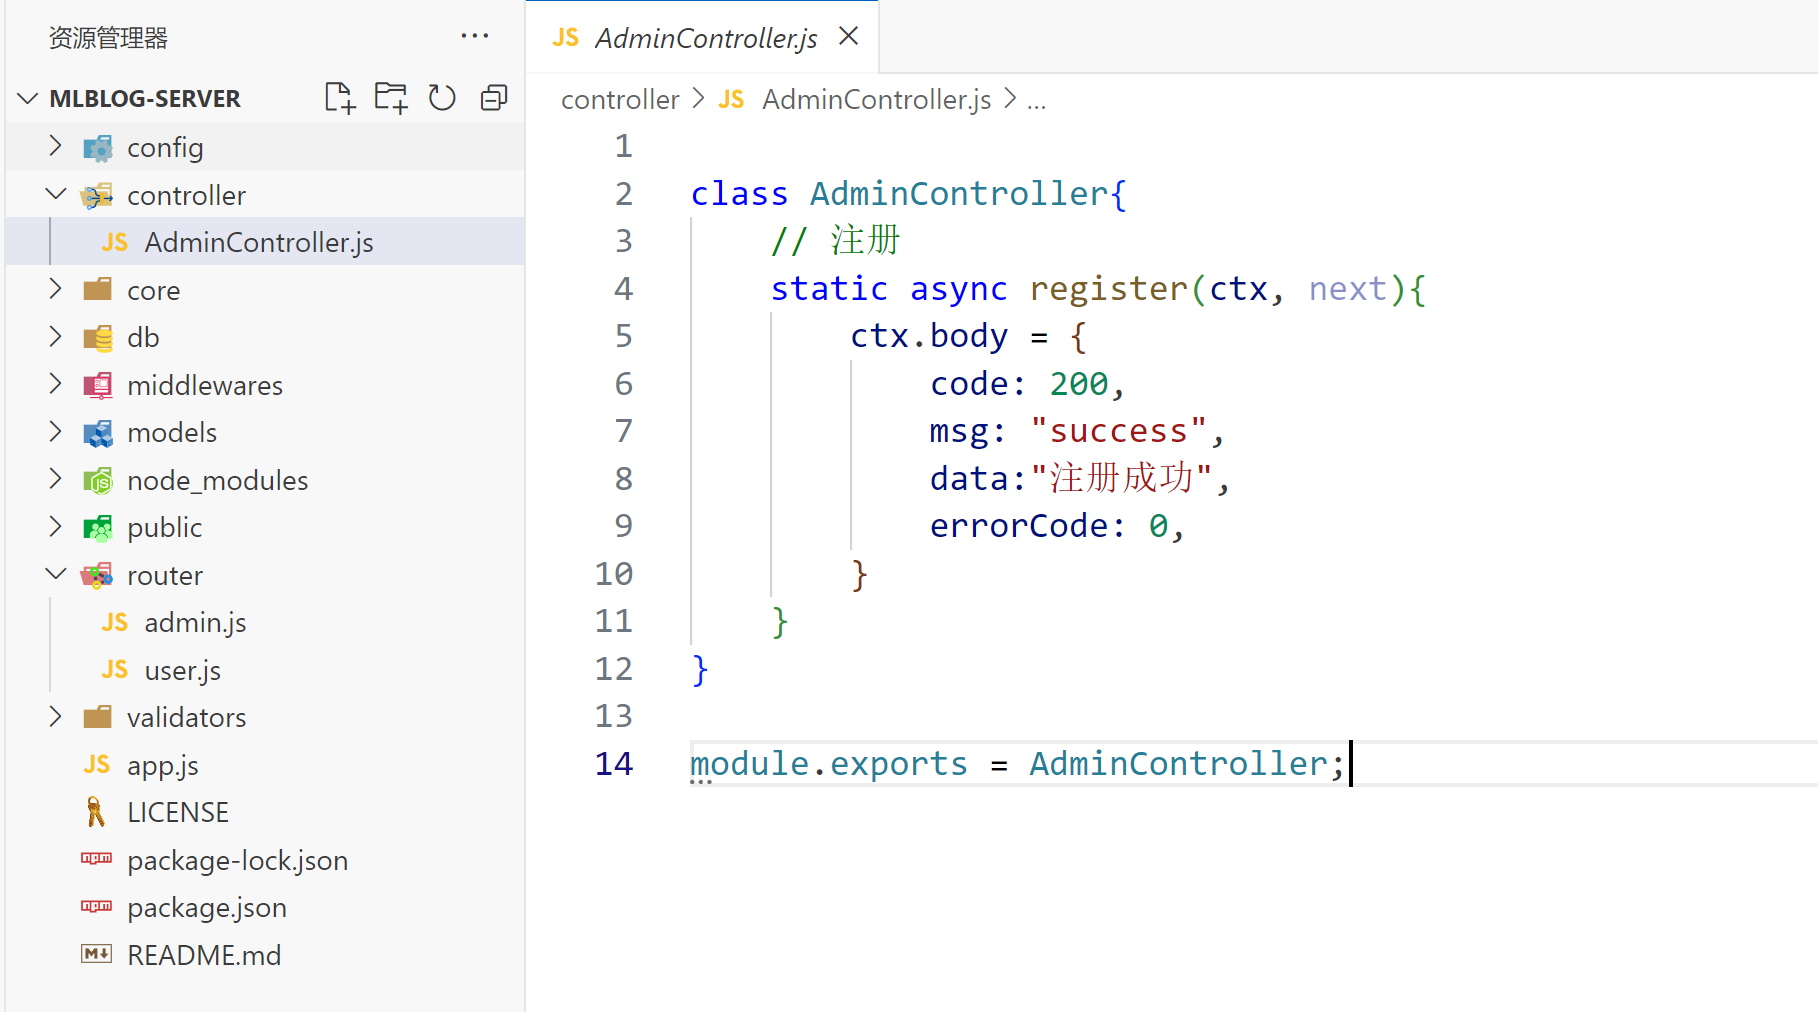 资源管理器
MLBLOG-SERVER
config
controller
JS AdminController.js
core
db
middlewares
models
node_modules
public
router
JS admin.js
JS user.js
validators
JS app.js
LICENSE
package-lock.json
package.json
README.md
JS AdminController.js
controller > JS AdminController.js > ...
1
2 class AdminController{
3 // 注册
4 static async register(ctx, next){
5 ctx.body = {
6 code: 200,
7 msg: "success",
8 data:"注册成功",
9 errorCode: 0,
10 }
11 }
12 }
13
14 module.exports = AdminController;